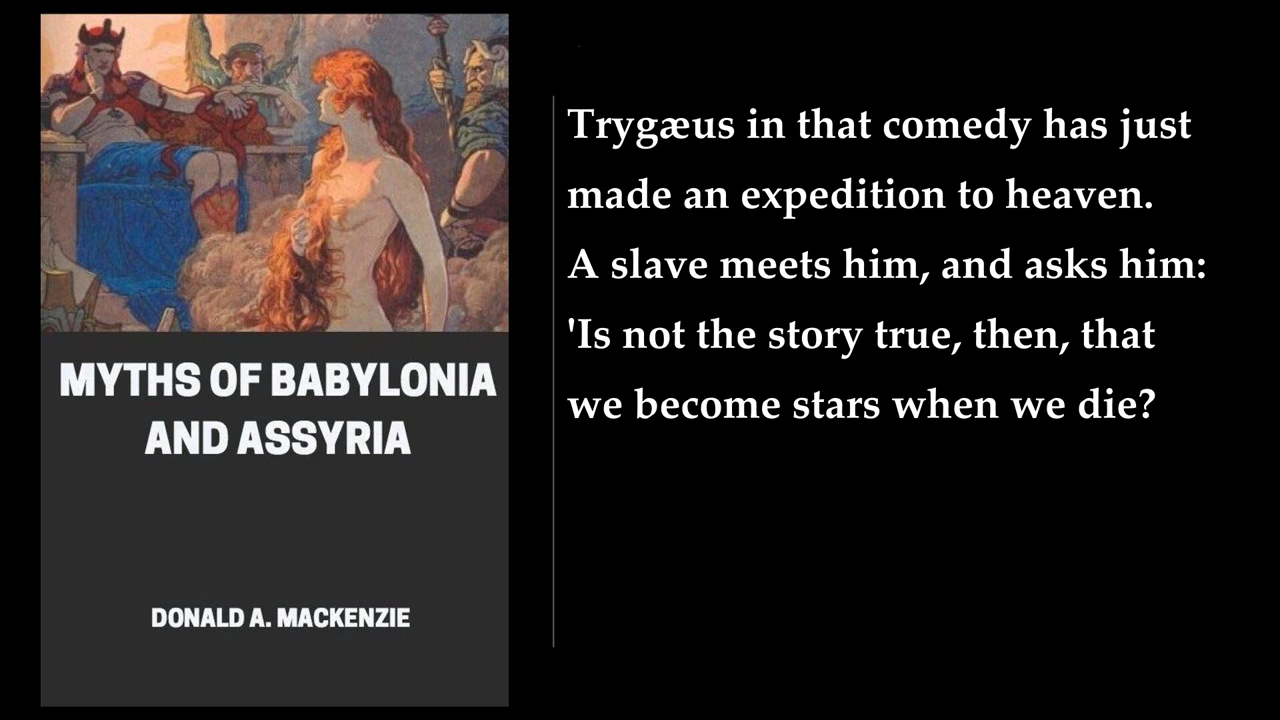 MYTHS OF BABYLONIA
AND ASSYRIA
DONALD A. MACKENZIE
Trygæus in that comedy has just
made an expedition to heaven.
A slave meets him, and asks him:
'Is not the story true, then, that
we become stars when we die?